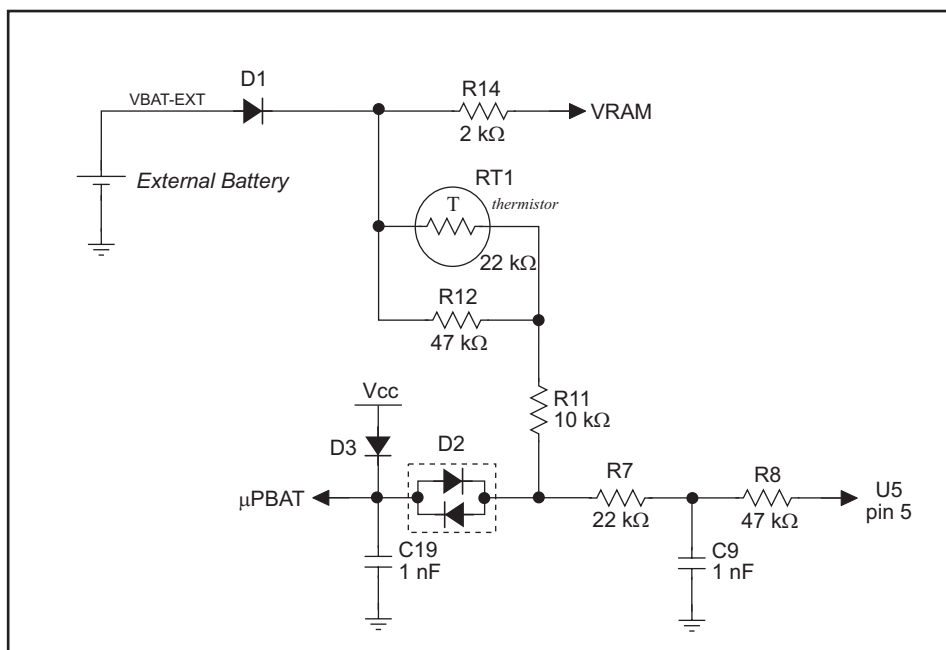 D1
VBAT-EXT
R14
2 kΩ
VRAM
External Battery
RT1
T
thermistor
22 kΩ
R12
47 kΩ
R11
10 kΩ
Vcc
D3
D2
µPBAT
R7
22 kΩ
R8
47 kΩ
U5
pin 5
C19
1 nF
C9
1 nF